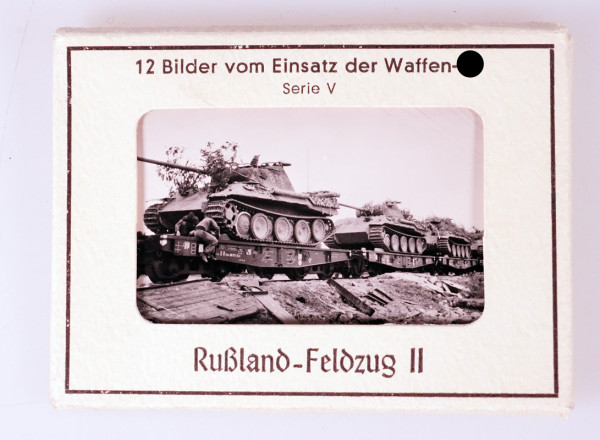 12 Bilder vom Einsatz der Waffen-
Serie V
Rußland-Feldzug II